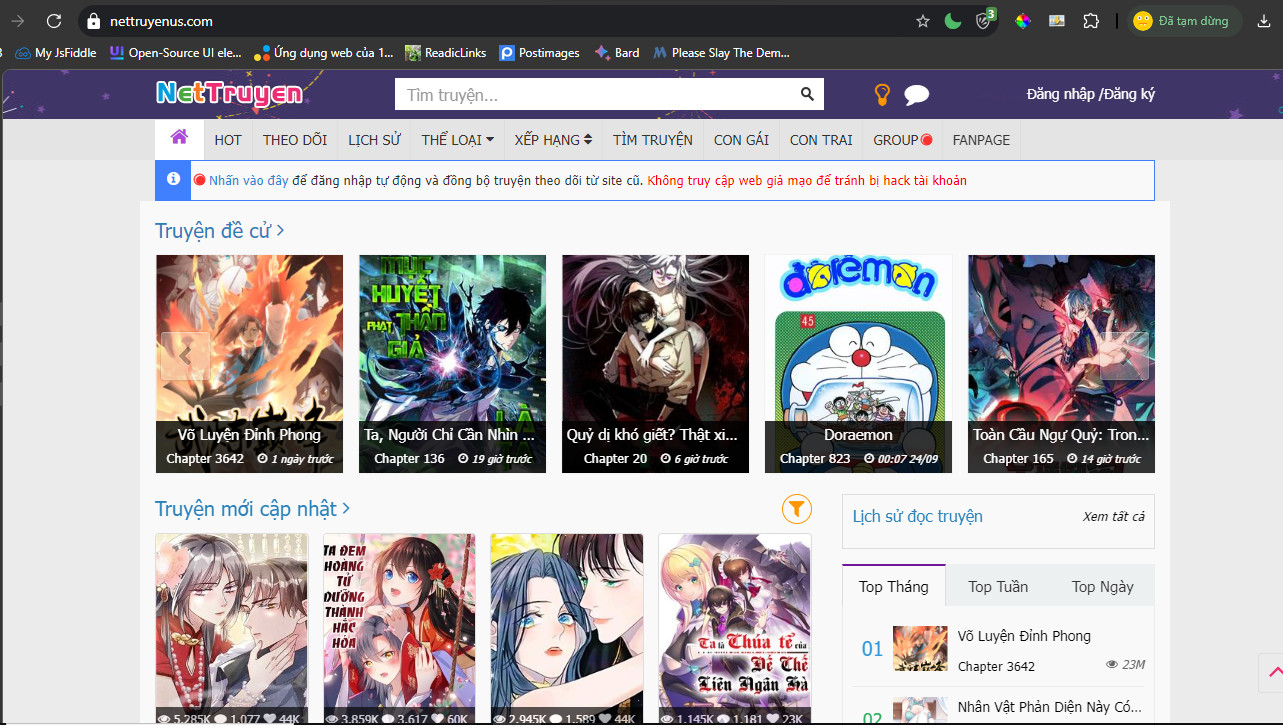 nettruyenus.com
3
Đã tạm dừng
My JsFiddle
Open-Source UI ele...
Ứng dụng web của 1...
ReadicLinks
Postimages
Bard
Please Slay The Dem...
NetTruyen
Tìm truyện...
Đăng nhập /Đăng ký
HOT
THEO DÕI
LỊCH SỬ
THỂ LOẠI
XẾP HẠNG
TÌM TRUYỆN
CON GÁI
CON TRAI
GROUP
FANPAGE
Nhấn vào đây để đăng nhập tự động và đồng bộ truyện theo dõi từ site cũ. Không truy cập web giả mạo để tránh bị hack tài khoản
Truyện đề cử
MỤC
HUYẾT
PHẠT THẦN
GIẢ
LÀ
doremon
45
Võ Luyện Đỉnh Phong
Ta, Người Chỉ Cần Nhìn ...
Quỷ dị khó giết? Thật xi...
Doraemon
Toàn Cầu Ngự Quỷ: Tron...
Chapter 3642 1 ngày trước
Chapter 136 19 giờ trước
Chapter 20 6 giờ trước
Chapter 823 00:07 24/09
Chapter 165 14 giờ trước
Truyện mới cập nhật
TA ĐEM
HOÀNG
TỬ
DƯỠNG
THÀNH
HẮC
HÓA
Ta là Chúa tể của
Đế Thế
Liên Ngân Hà
5.285K 1.077 44K
3.859K 3.617 60K
2.945K 1.589 44K
1.145K 1.181 23K
Lịch sử đọc truyện
Xem tất cả
Top Tháng
Top Tuần
Top Ngày
01
Võ Luyện Đỉnh Phong
Chapter 3642
23M
02
Nhân Vật Phản Diện Này Có...